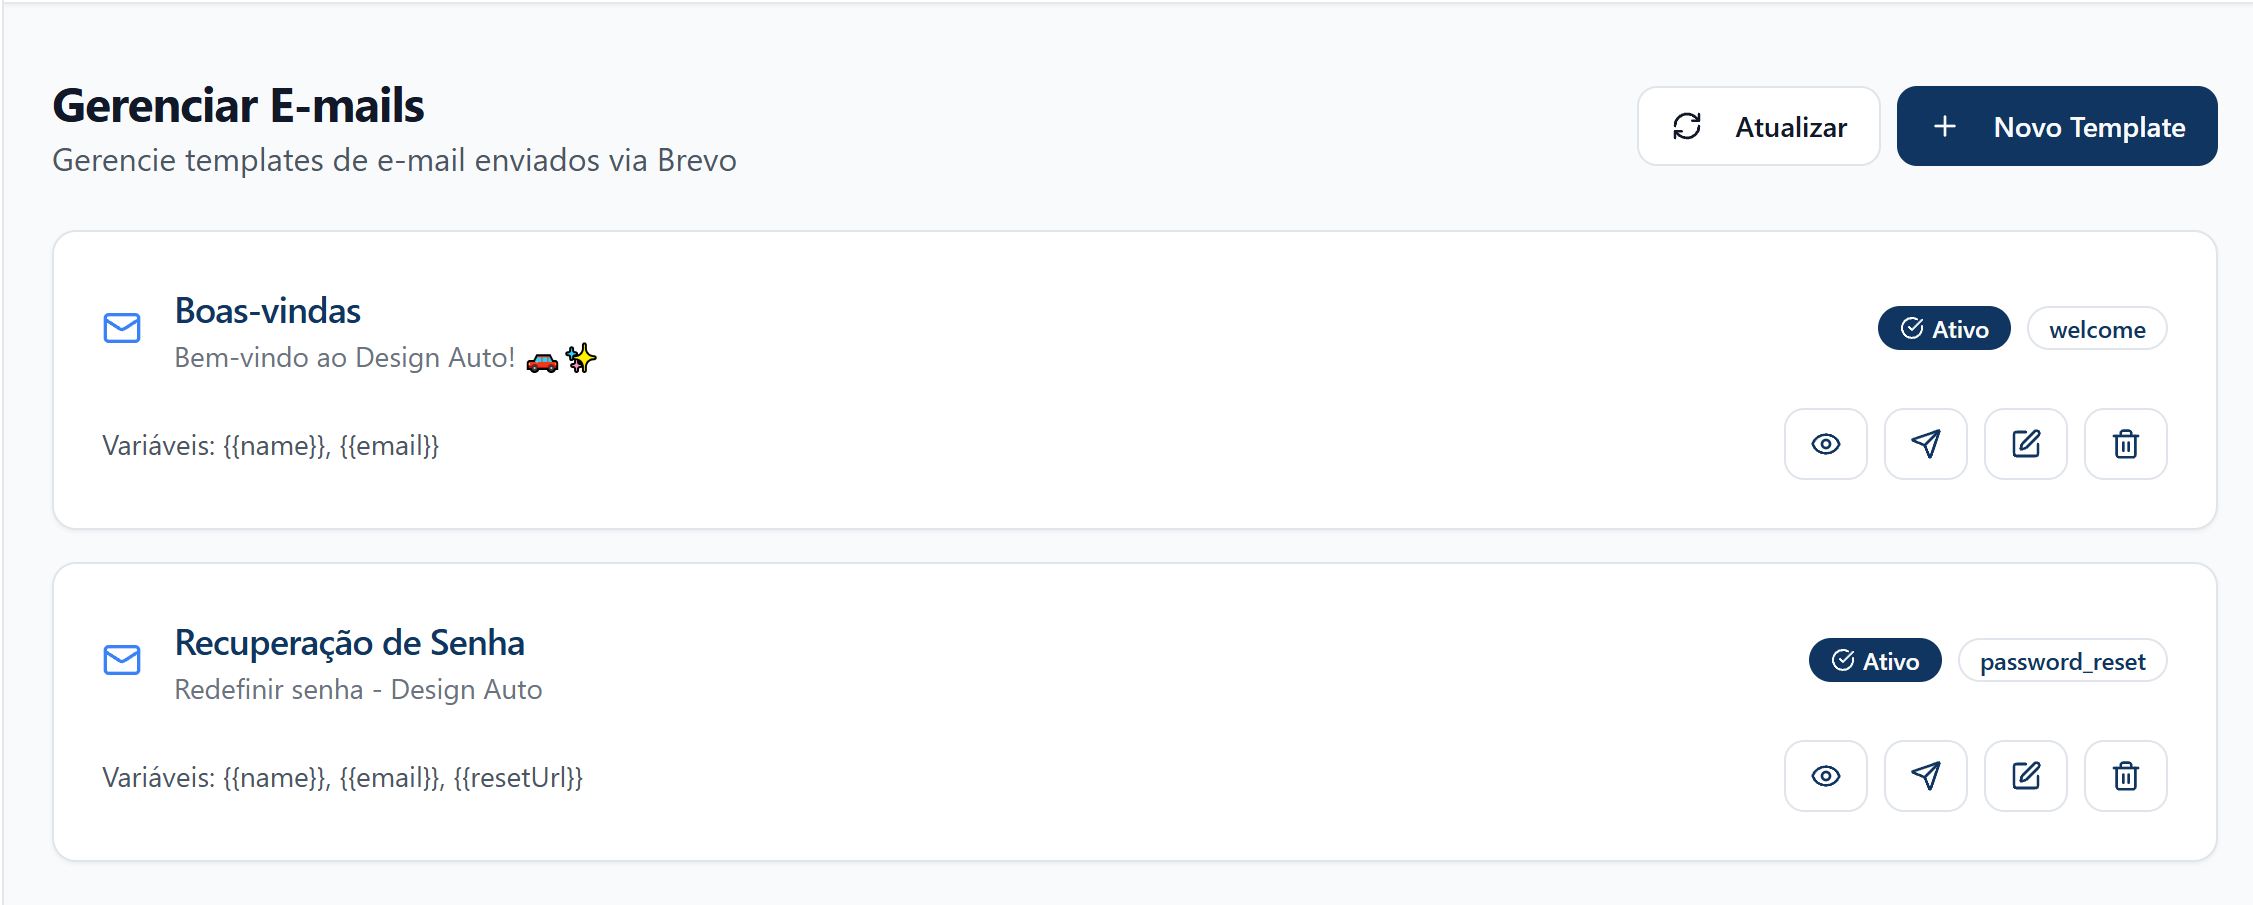 Gerenciar E-mails
Gerencie templates de e-mail enviados via Brevo
Atualizar
Novo Template
Boas-vindas
Bem-vindo ao Design Auto! 🚗✨
Ativo
welcome
Variáveis: {{name}}, {{email}}
Recuperação de Senha
Redefinir senha - Design Auto
Ativo
password_reset
Variáveis: {{name}}, {{email}}, {{resetUrl}}